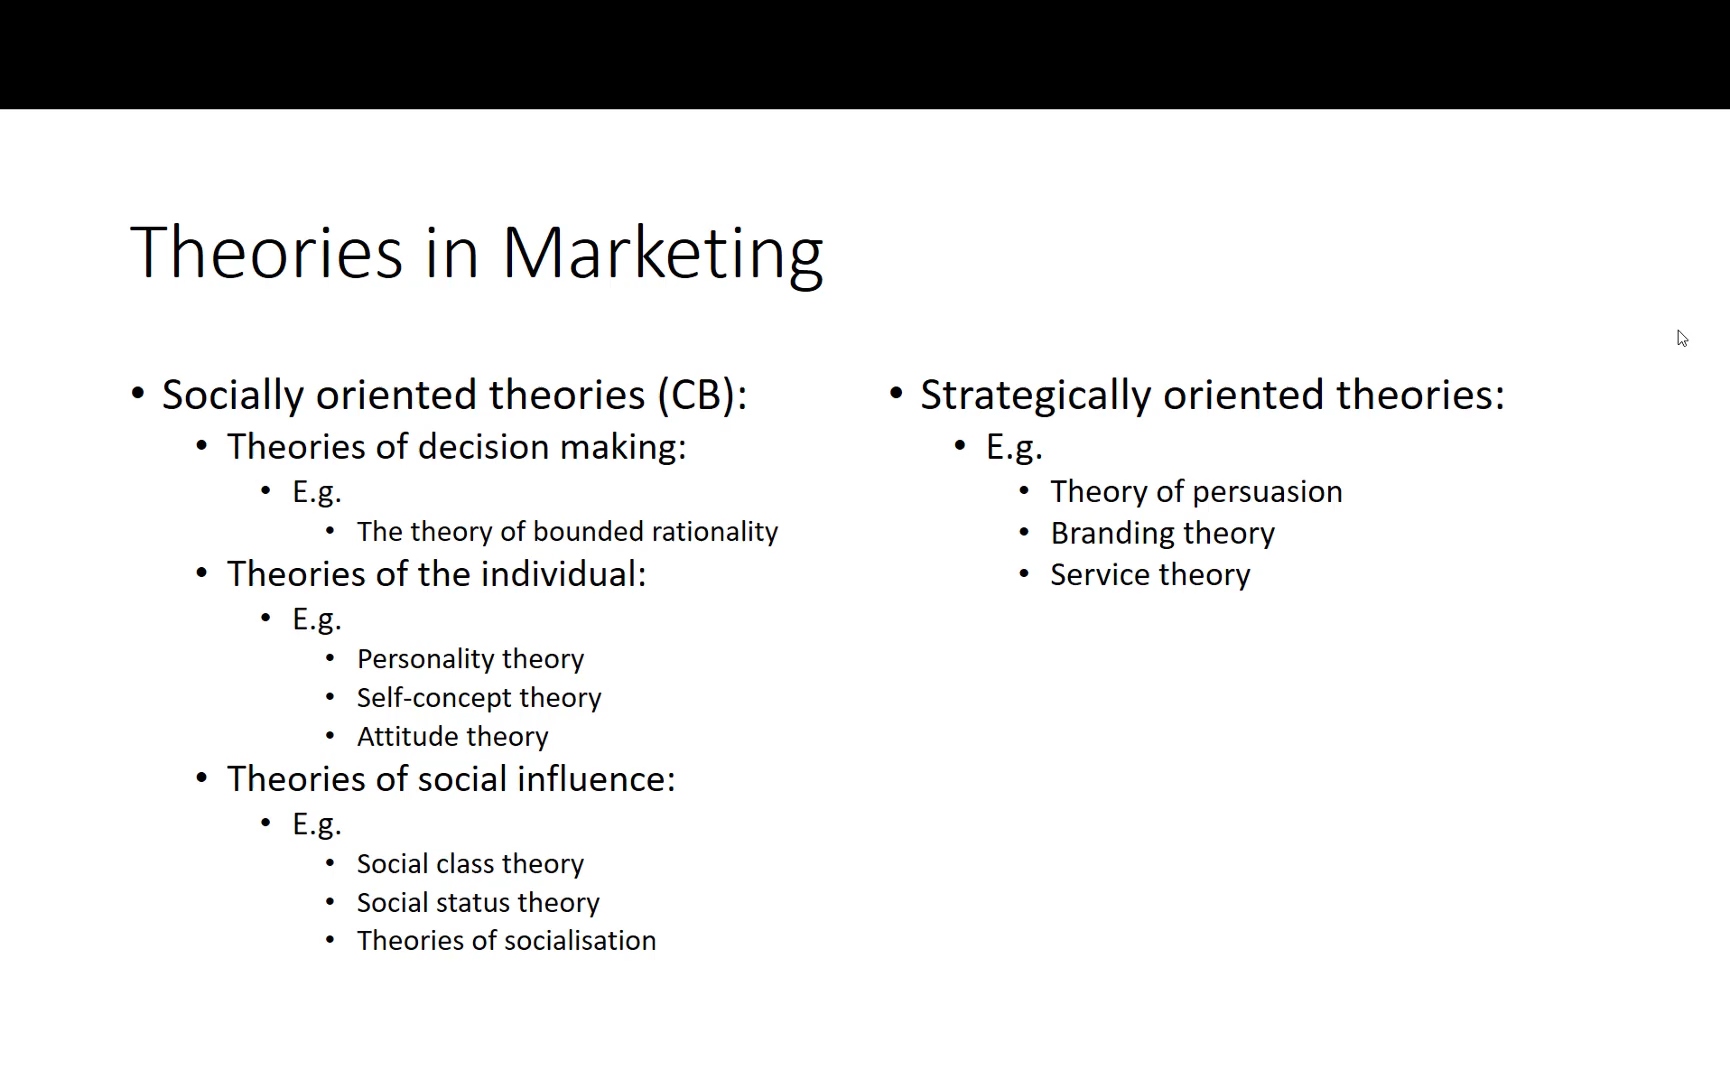 Theories in Marketing
• Socially oriented theories (CB):
• Theories of decision making:
• E.g.
• The theory of bounded rationality
• Theories of the individual:
• E.g.
• Personality theory
• Self-concept theory
• Attitude theory
• Theories of social influence:
• E.g.
• Social class theory
• Social status theory
• Theories of socialisation
• Strategically oriented theories:
• E.g.
• Theory of persuasion
• Branding theory
• Service theory